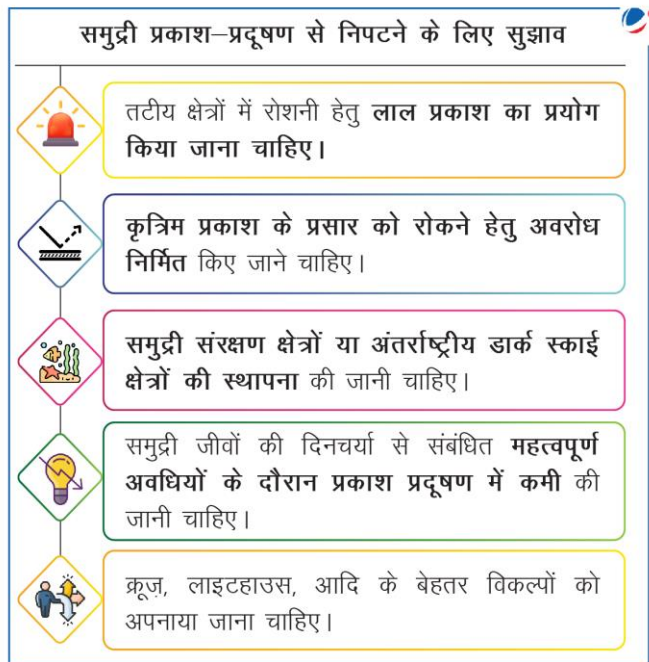 समुद्री प्रकाश–प्रदूषण से निपटने के लिए सुझाव
तटीय क्षेत्रों में रोशनी हेतु लाल प्रकाश का प्रयोग
किया जाना चाहिए।
कृत्रिम प्रकाश के प्रसार को रोकने हेतु अवरोध
निर्मित किए जाने चाहिए।
समुद्री संरक्षण क्षेत्रों या अंतर्राष्ट्रीय डार्क स्काई
क्षेत्रों की स्थापना की जानी चाहिए।
समुद्री जीवों की दिनचर्या से संबंधित महत्वपूर्ण
अवधियों के दौरान प्रकाश प्रदूषण में कमी की
जानी चाहिए।
क्रूज़, लाइटहाउस, आदि के बेहतर विकल्पों को
अपनाया जाना चाहिए।